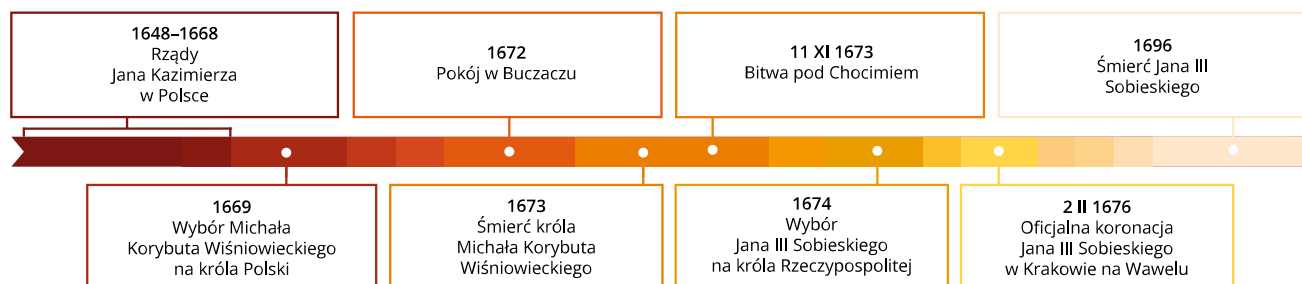 1648–1668
Rządy
Jana Kazimierza
w Polsce
1672
Pokój w Buczaczu
11 XI 1673
Bitwa pod Chocimiem
1696
Śmierć Jana III
Sobieskiego
1669
Wybór Michała
Korybuta Wiśniowieckiego
na króla Polski
1673
Śmierć króla
Michała Korybuta
Wiśniowieckiego
1674
Wybór
Jana III Sobieskiego
na króla Rzeczypospolitej
2 II 1676
Oficjalna koronacja
Jana III Sobieskiego
w Krakowie na Wawelu